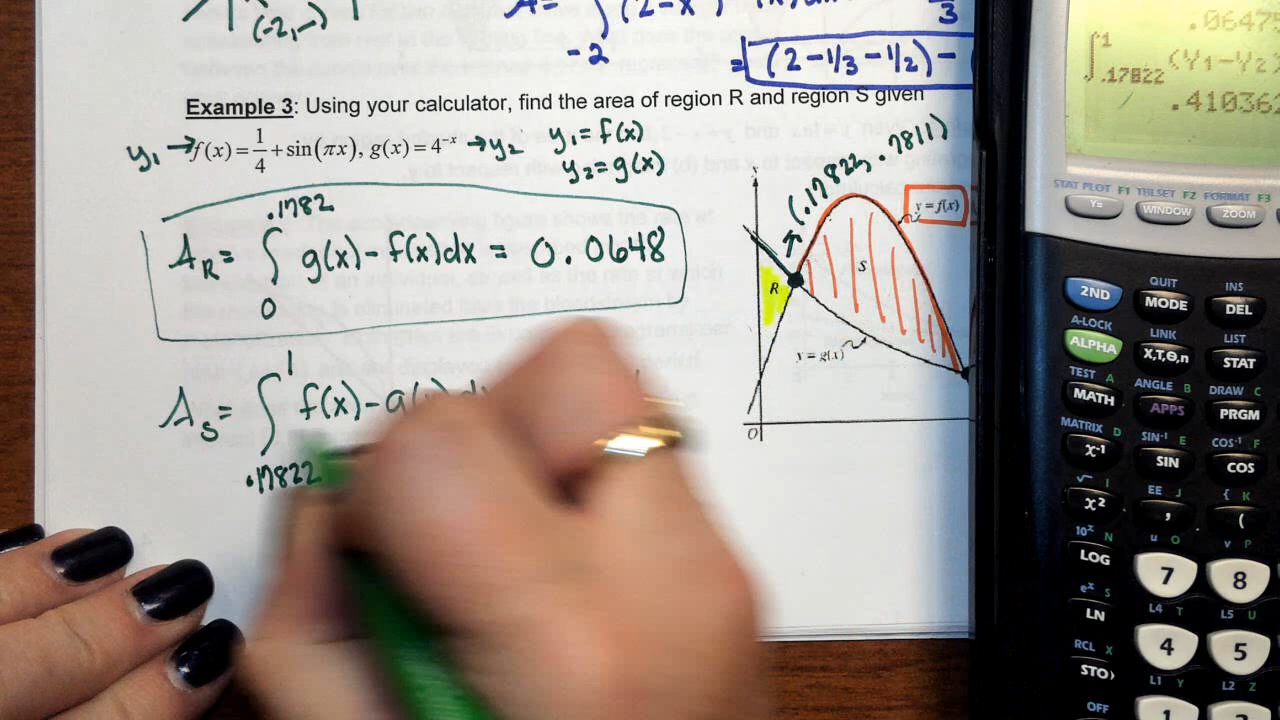 (-2,-)
A= (2-x
3
-2
= (2-1/3-1/2)-(
Example 3: Using your calculator, find the area of region R and region S given
y₁ → f(x) = 1/4 + sin(πx), g(x) = 4⁻ˣ → y₂
y₁=f(x)
y₂=g(x)
A_R = ∫ .1782 0 g(x)-f(x)dx = 0.0648
A_S = ∫ 1 .17822 f(x)-g(x)
(.17822, .7811)
y
y = f(x)
S
R
y = g(x)
O
.0647
∫ 1 .17822 (Y₁-Y₂)
.41036
STAT PLOT F1 TBLSET F2 FORMAT F3
Y= WINDOW ZOOM
QUIT INS
2ND MODE DEL
A-LOCK LINK LIST
ALPHA X,T,Θ,n STAT
TEST A ANGLE B DRAW C
MATH APPS PRGM
MATRIX D SIN⁻¹ E COS⁻¹ F
x⁻¹ SIN COS
√ I EE J { K
x² , (
10ˣ N u O v P
LOG 7 8
eˣ S L4 T L5 U
LN 4 5
RCL X L1 Y L2 Z
STO) 1 2
OFF